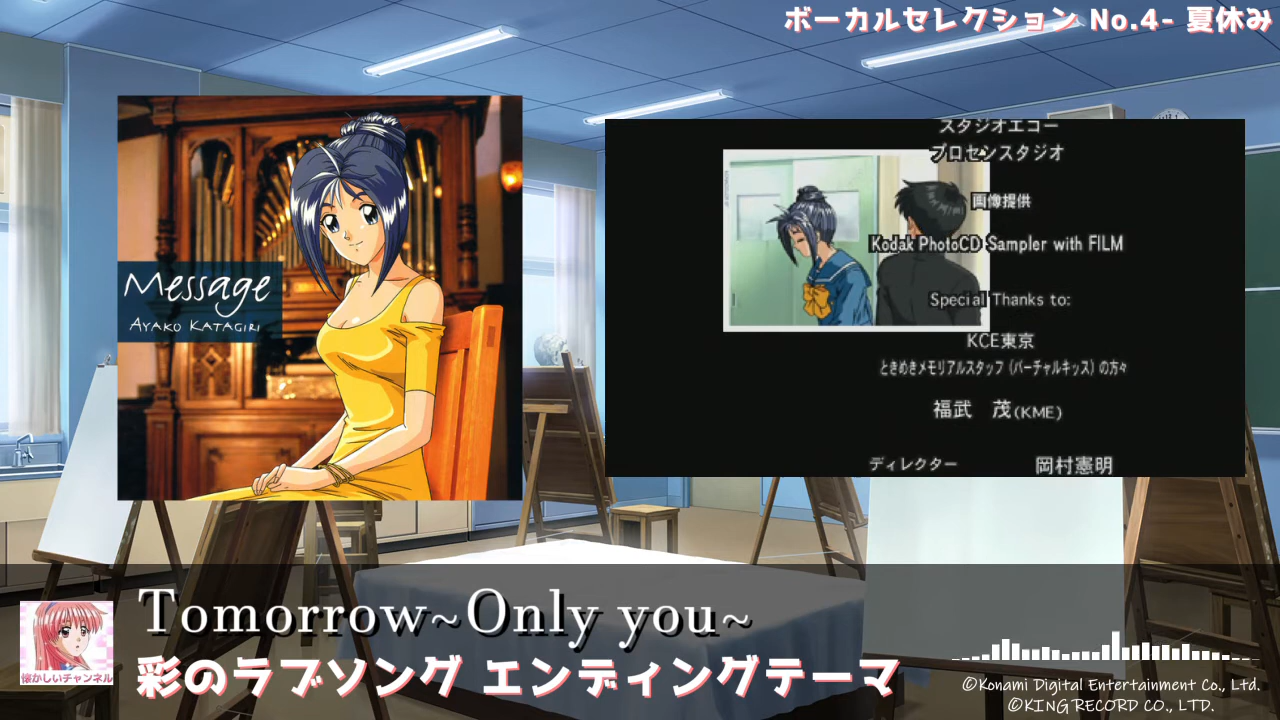 ボーカルセレクション No.4- 夏休み
Message
AYAKO KATAGIRI
スタジオエコー
プロセンスタジオ
画像提供
Kodak PhotoCD Sampler with FILM
Special Thanks to:
KCE東京
ときめきメモリアルスタッフ (バーチャルキッス) の方々
福武 茂(KME)
ディレクター 岡村憲明
Tomorrow~Only you~
彩のラブソング エンディングテーマ
懐かしいチャンネル
©Konami Digital Entertainment Co., Ltd.
©KING RECORD CO., LTD.